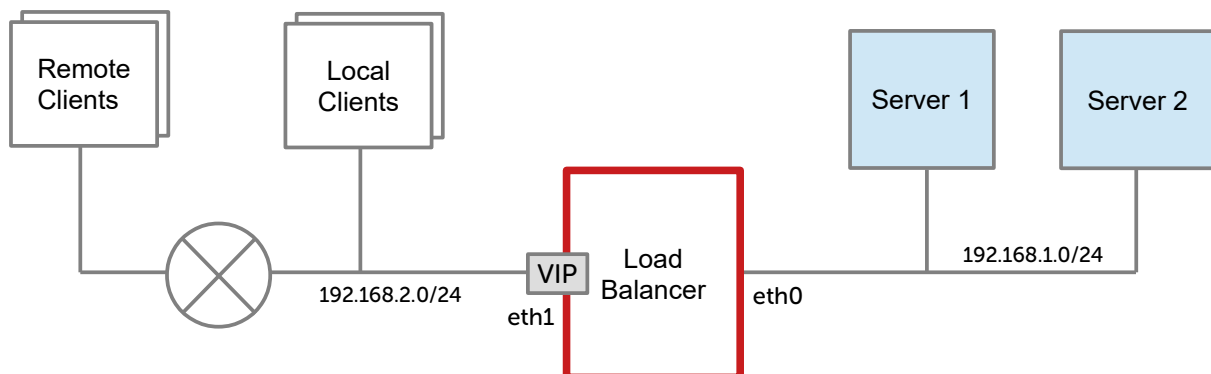 Remote
Clients
Local
Clients
Server 1
Server 2
VIP
Load
Balancer
192.168.2.0/24
eth1
eth0
192.168.1.0/24